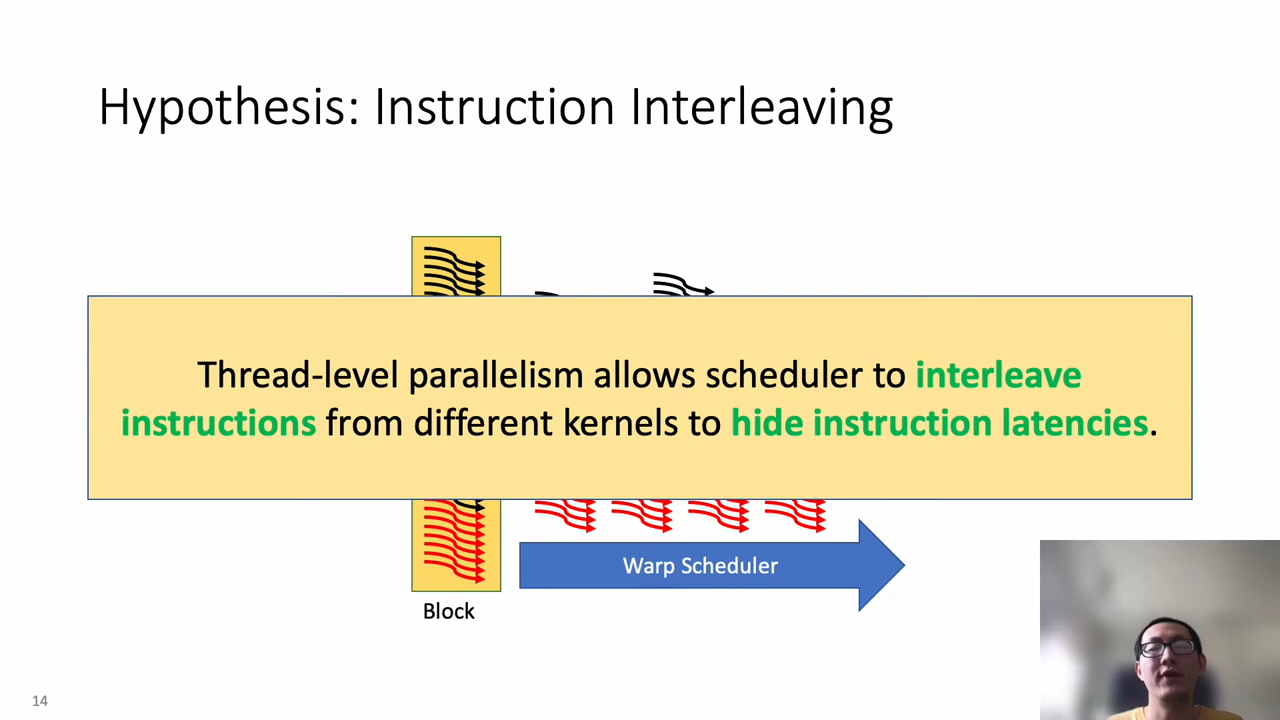 Hypothesis: Instruction Interleaving
Thread-level parallelism allows scheduler to interleave
instructions from different kernels to hide instruction latencies.
Warp Scheduler
Block
14